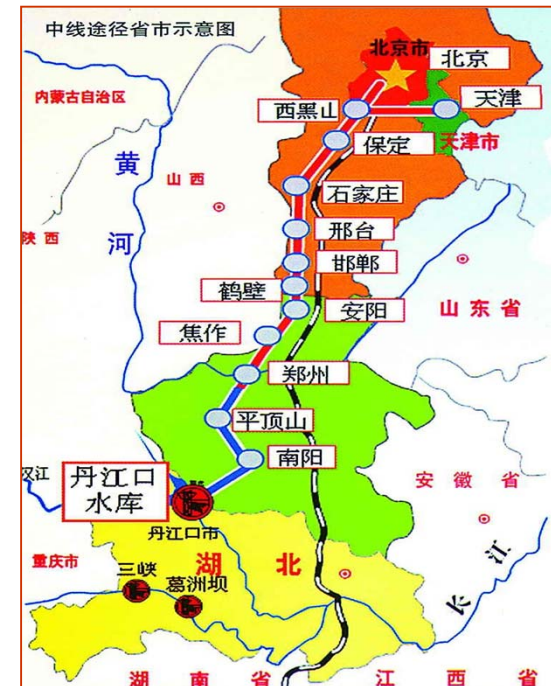 中线途径省市示意图
北京市
北京
内蒙古自治区
西黑山
天津
保定
天津市
黄河
山西
石家庄
陕西
邢台
邯郸
鹤壁
安阳
山东省
焦作
郑州
平顶山
南阳
汉江
丹江口
水库
安徽省
丹江口市
重庆市
三峡
葛洲坝
湖北
长江
湖南省
江西省